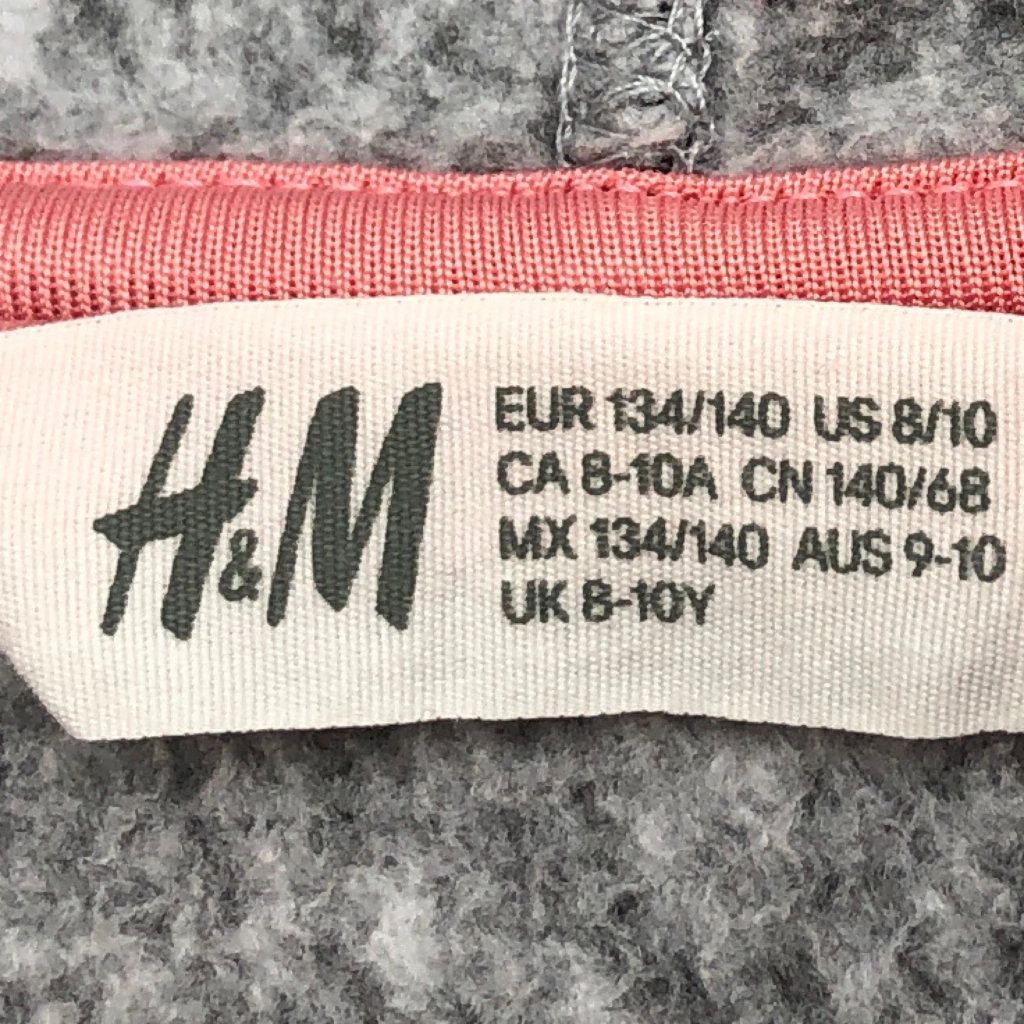 H&M
EUR 134/140 US 8/10
CA 8-10A CN 140/68
MX 134/140 AUS 9-10
UK 8-10Y